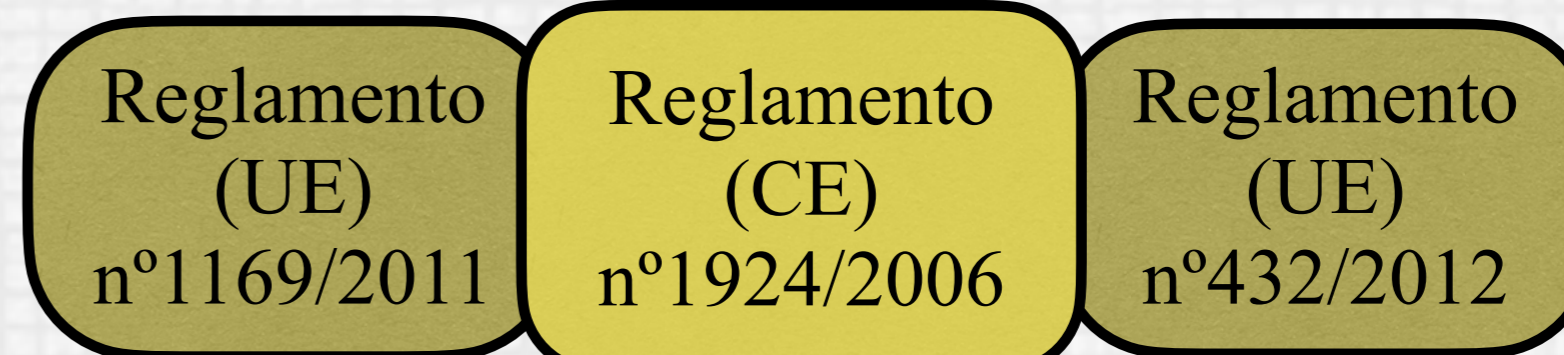 Reglamento
(UE)
nº1169/2011
Reglamento
(CE)
nº1924/2006
Reglamento
(UE)
nº432/2012